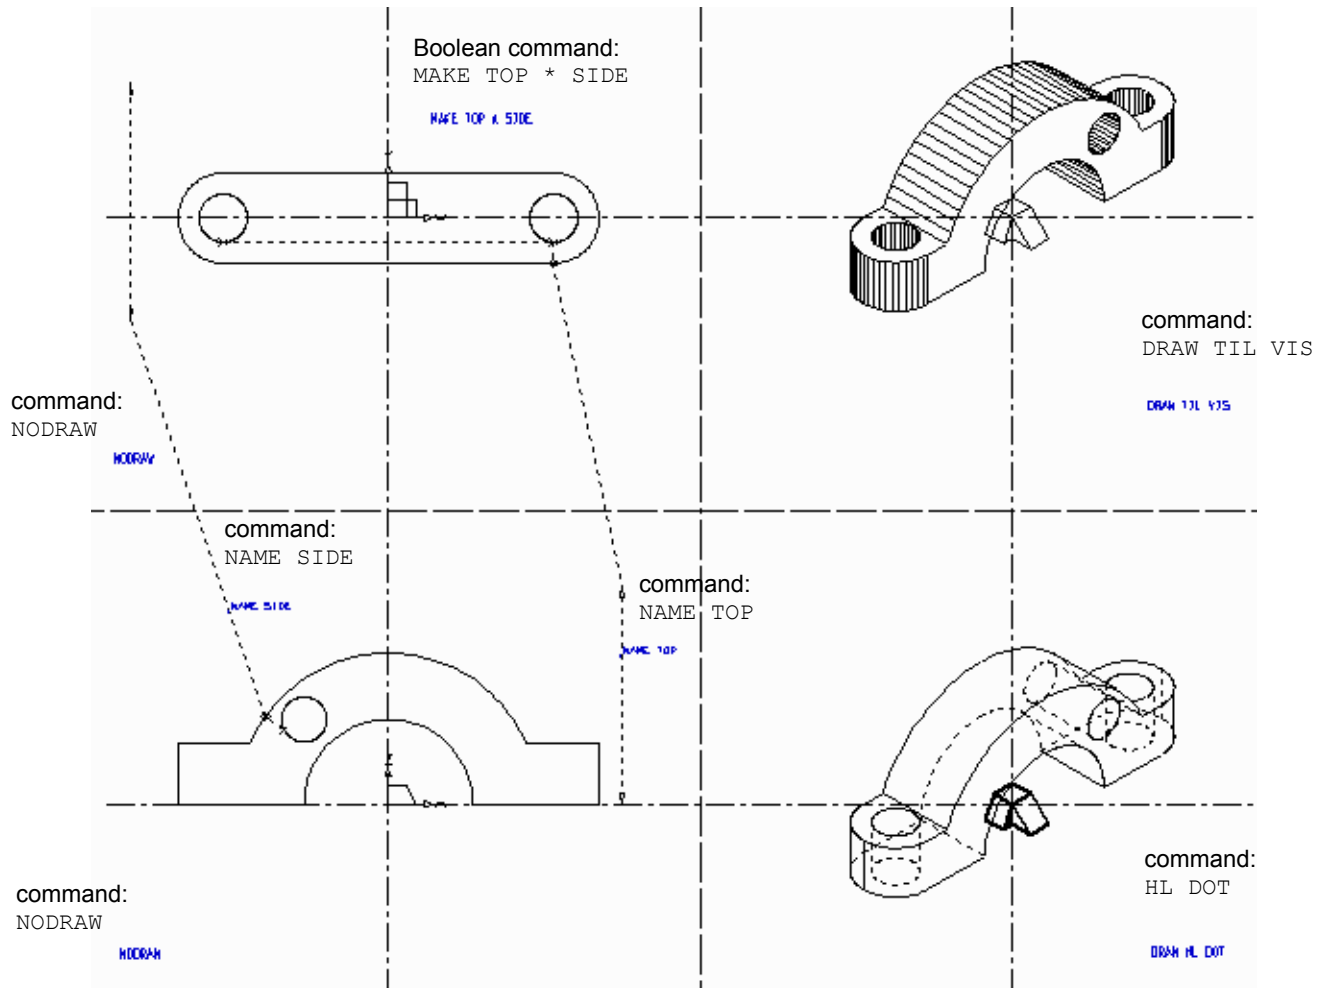 Boolean command:
MAKE TOP * SIDE
MAKE TOP * SIDE
command:
DRAW TIL VIS
DRAW TIL VIS
command:
NODRAW
NODRAW
command:
NAME SIDE
NAME SIDE
command:
NAME TOP
NAME TOP
command:
HL DOT
DRAW HL DOT
command:
NODRAW
NODRAW